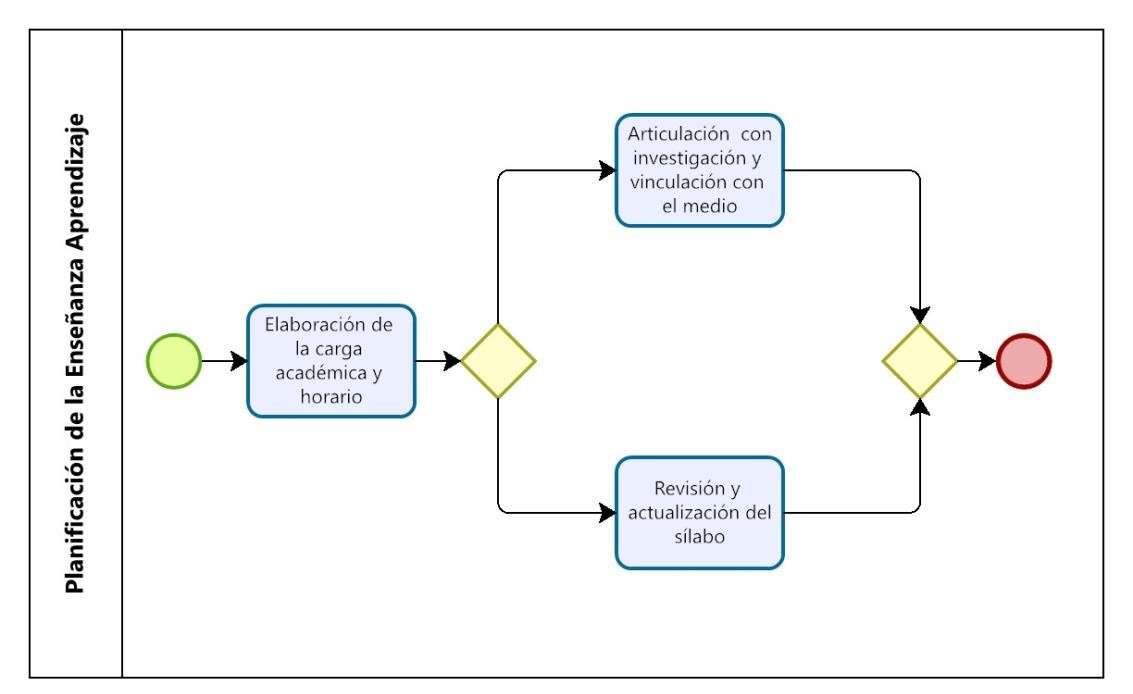 Planificación de la Enseñanza Aprendizaje
Elaboración de
la carga
académica y
horario
Articulación con
investigación y
vinculación con
el medio
Revisión y
actualización del
sílabo